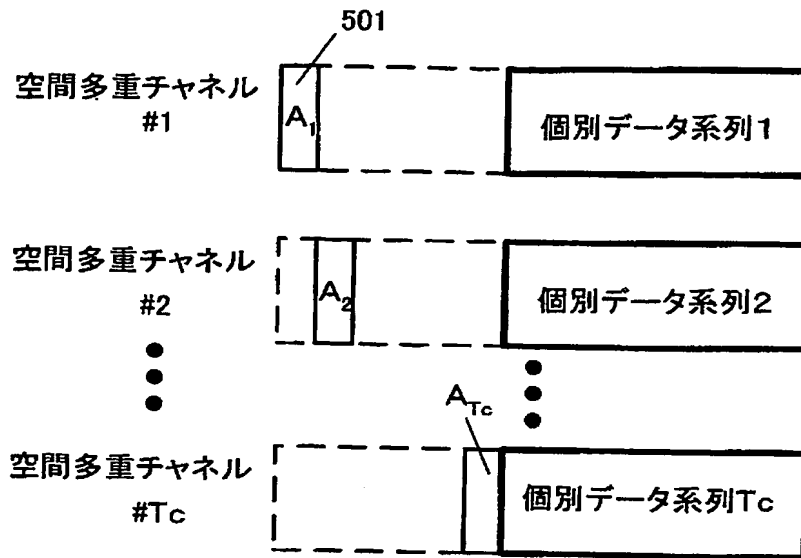 501
空間多重チャネル
#1
A₁
個別データ系列1
空間多重チャネル
#2
A₂
個別データ系列2
A_Tc
空間多重チャネル
#Tc
個別データ系列Tc